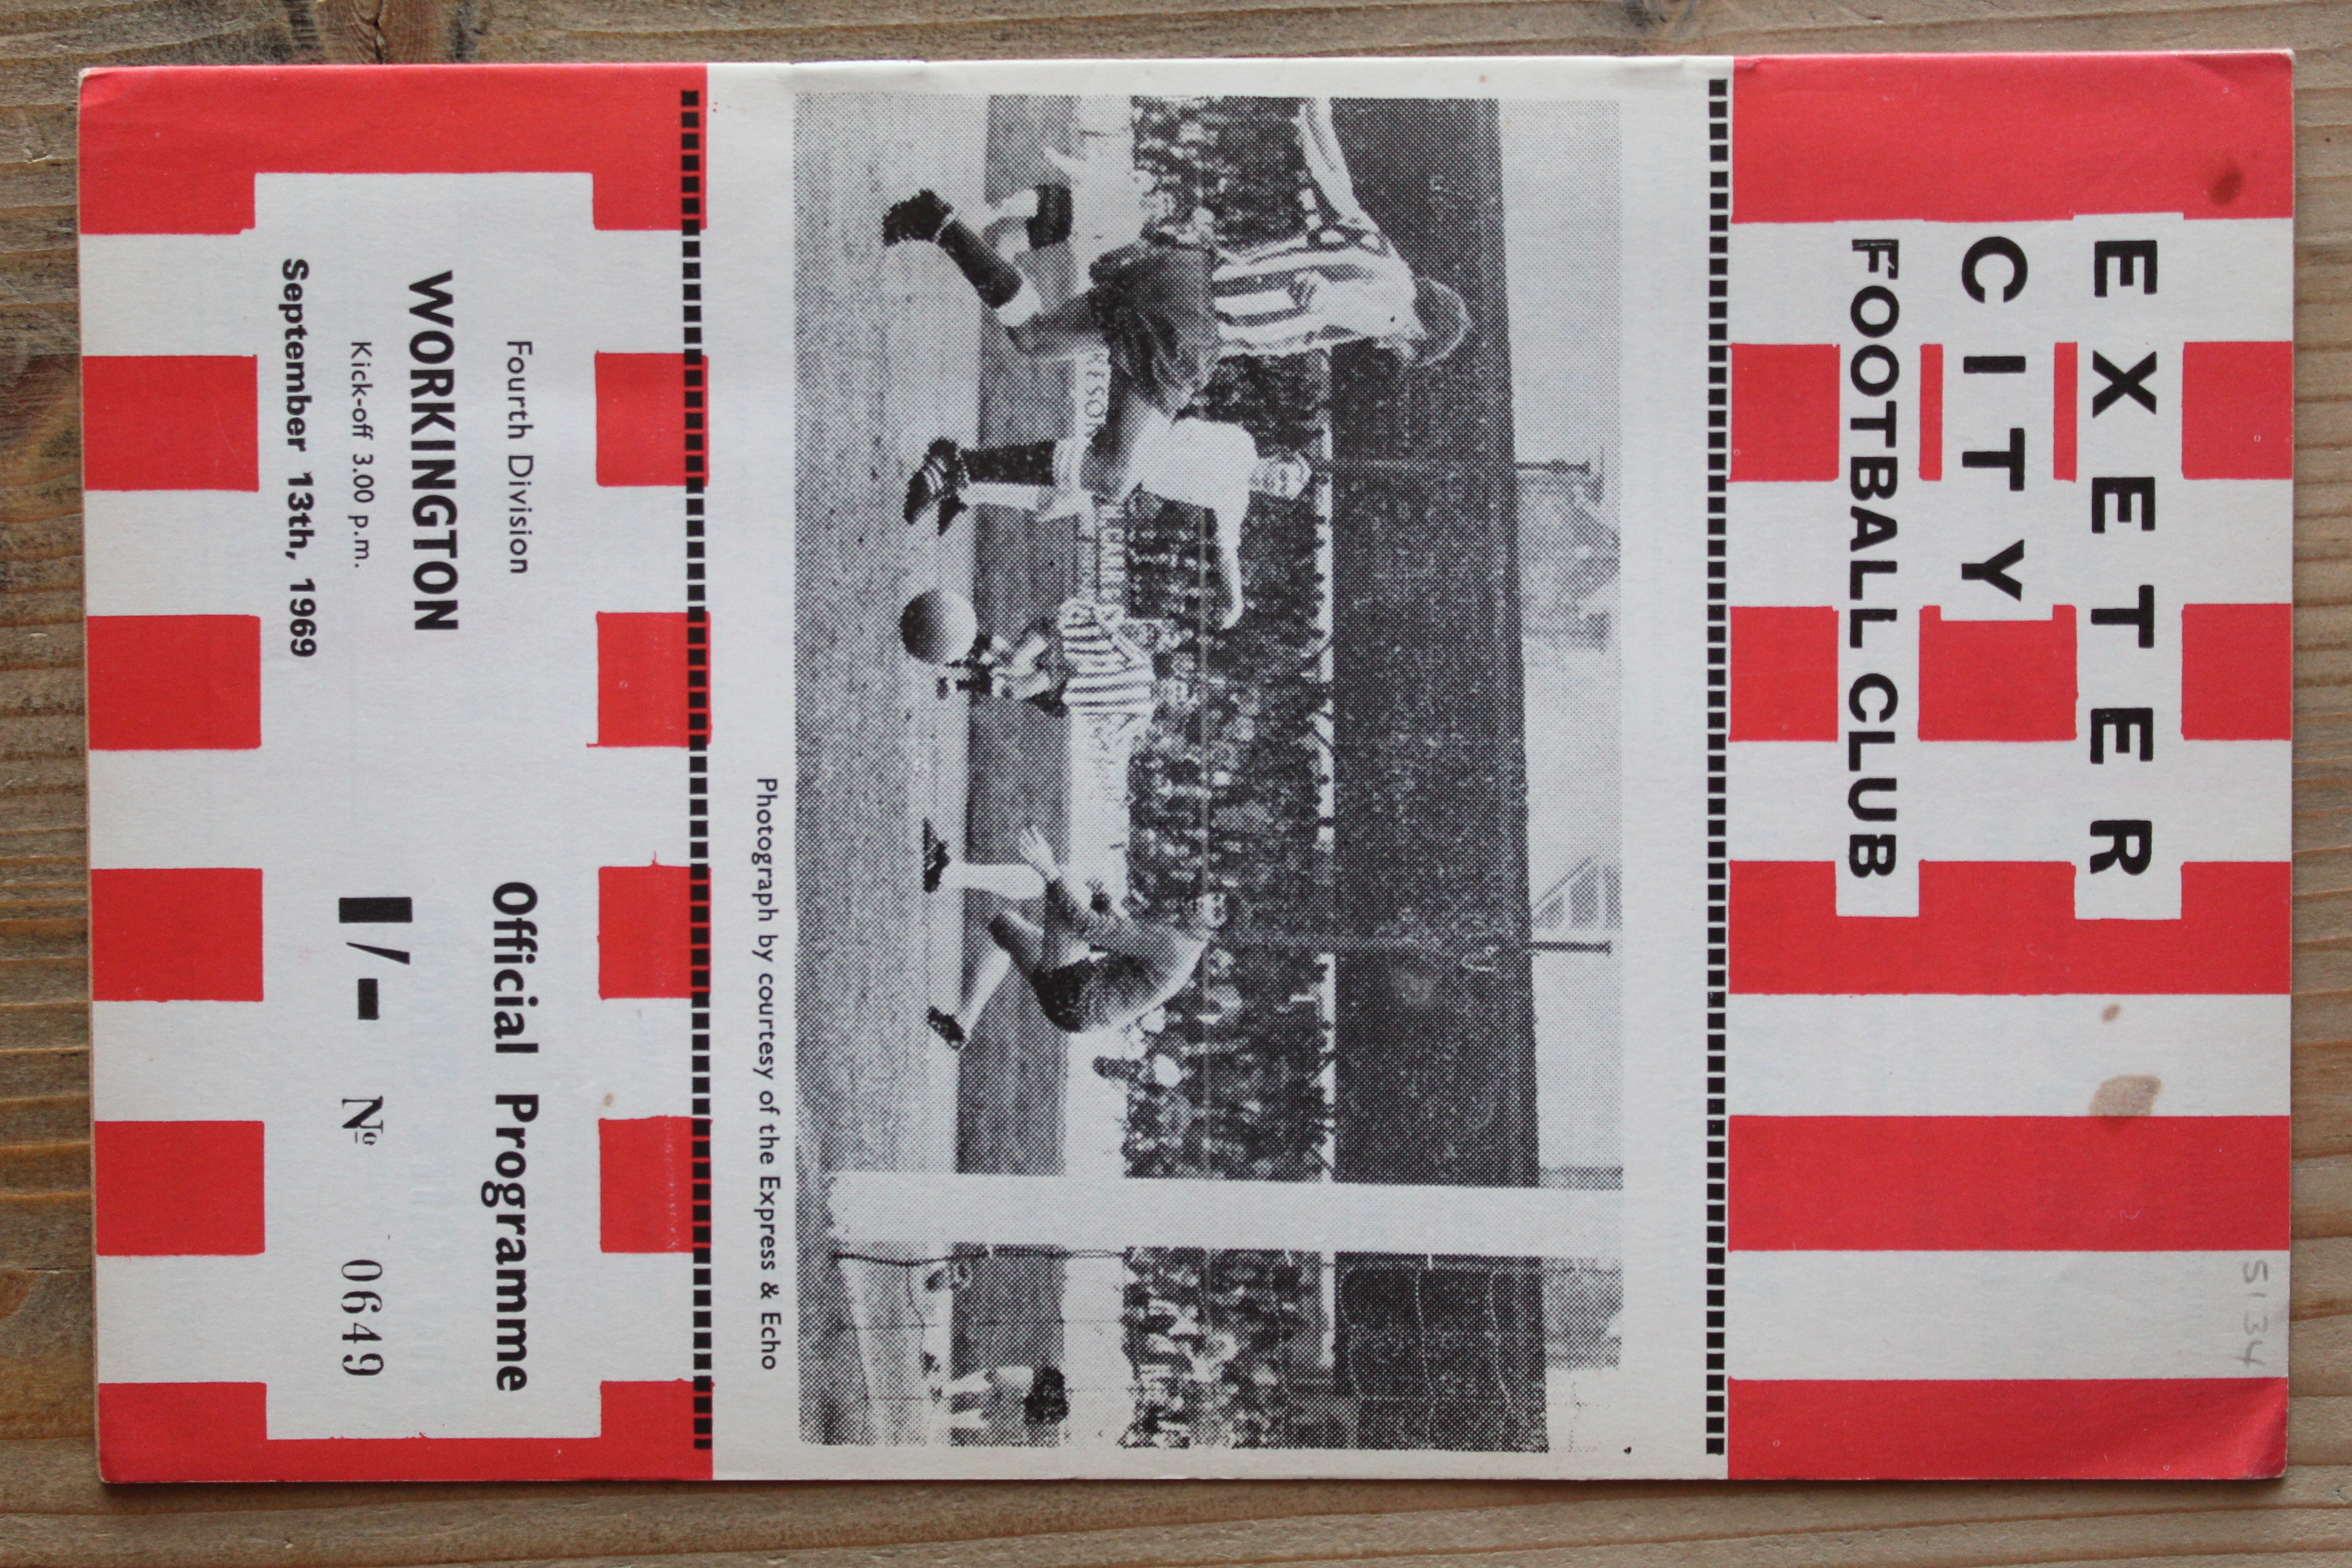 5134
EXETER
CITY
FOOTBALL CLUB
Photograph by courtesy of the Express & Echo
Fourth Division
WORKINGTON
Kick-off 3.00 p.m.
September 13th, 1969
Official Programme
1/-
Nº 0649